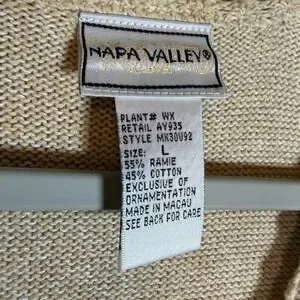 NAPA VALLEY®
PLANT# WX
RETAIL AY935
STYLE MK30U92
SIZE: L
55% RAMIE
45% COTTON
EXCLUSIVE OF
ORNAMENTATION
MADE IN MACAU
SEE BACK FOR CARE